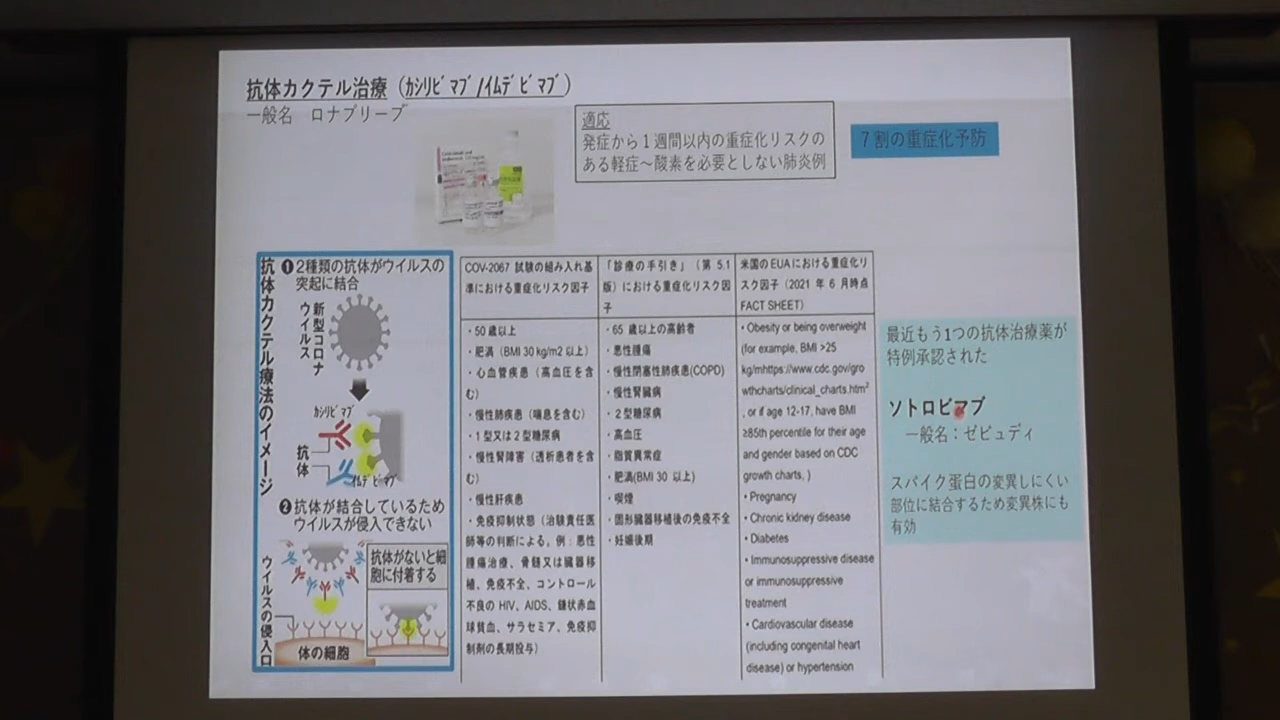 抗体カクテル治療（ｶｼﾘﾋﾞﾏﾌﾞ/ｲﾑﾃﾞﾋﾞﾏﾌﾞ）
一般名　ロナプリーブ
適応
発症から１週間以内の重症化リスクの
ある軽症～酸素を必要としない肺炎例
７割の重症化予防
抗体カクテル療法のイメージ
❶2種類の抗体がウイルスの
突起に結合
新型コロナ
ウイルス
ｶｼﾘﾋﾞﾏﾌﾞ
抗体
ｲﾑﾃﾞﾋﾞﾏﾌﾞ
❷抗体が結合しているため
ウイルスが侵入できない
抗体がないと細
胞に付着する
ウイルスの侵入口
体の細胞
COV-2067 試験の組み入れ基
準における重症化リスク因子
・50 歳以上
・肥満（BMI 30 kg/m2 以上）
・心血管疾患（高血圧を含
む）
・慢性肺疾患（喘息を含む）
・1 型又は 2 型糖尿病
・慢性腎障害（透析患者を含
む）
・慢性肝疾患
・免疫抑制状態（治験責任医
師等の判断による。例：悪性
腫瘍治療、骨髄又は臓器移
植、免疫不全、コントロール
不良の HIV、AIDS、鎌状赤血
球貧血、サラセミア、免疫抑
制剤の長期投与）
「診療の手引き」（第 5.1
版）における重症化リスク因
子
・65 歳以上の高齢者
・悪性腫瘍
・慢性閉塞性肺疾患(COPD)
・慢性腎臓病
・2 型糖尿病
・高血圧
・脂質異常症
・肥満(BMI 30 以上)
・喫煙
・固形臓器移植後の免疫不全
・妊娠後期
米国の EUA における重症化リ
スク因子（2021 年 6 月時点
FACT SHEET）
• Obesity or being overweight
(for example, BMI >25
kg/mhttps://www.cdc.gov/gro
wthcharts/clinical_charts.htm²
, or if age 12-17, have BMI
≥85th percentile for their age
and gender based on CDC
growth charts, )
• Pregnancy
• Chronic kidney disease
• Diabetes
• Immunosuppressive disease
or immunosuppressive
treatment
• Cardiovascular disease
(including congenital heart
disease) or hypertension
最近もう1つの抗体治療薬が
特例承認された
ソトロビマブ
一般名：ゼビュディ
スパイク蛋白の変異しにくい
部位に結合するため変異株にも
有効